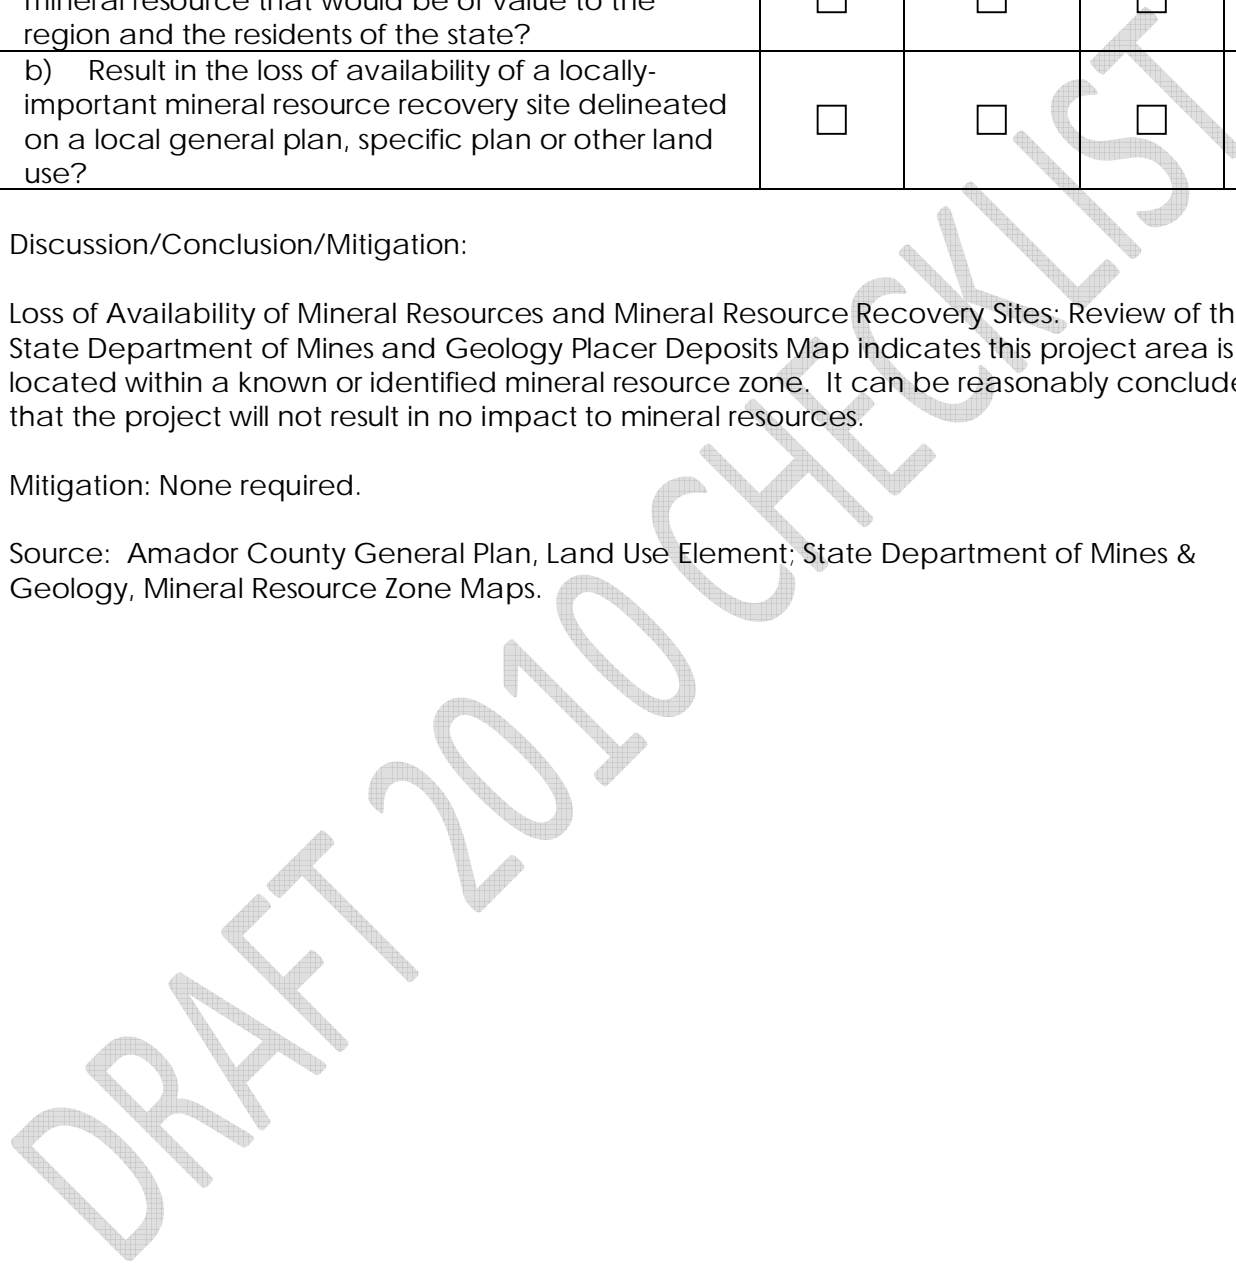 mineral resource that would be of value to the
region and the residents of the state?
b) Result in the loss of availability of a locally-
important mineral resource recovery site delineated
on a local general plan, specific plan or other land
use?
Discussion/Conclusion/Mitigation:
Loss of Availability of Mineral Resources and Mineral Resource Recovery Sites: Review of th
State Department of Mines and Geology Placer Deposits Map indicates this project area is
located within a known or identified mineral resource zone. It can be reasonably conclude
that the project will not result in no impact to mineral resources.
Mitigation: None required.
Source: Amador County General Plan, Land Use Element; State Department of Mines &
Geology, Mineral Resource Zone Maps.
DRAFT 2010 CHECKLIST